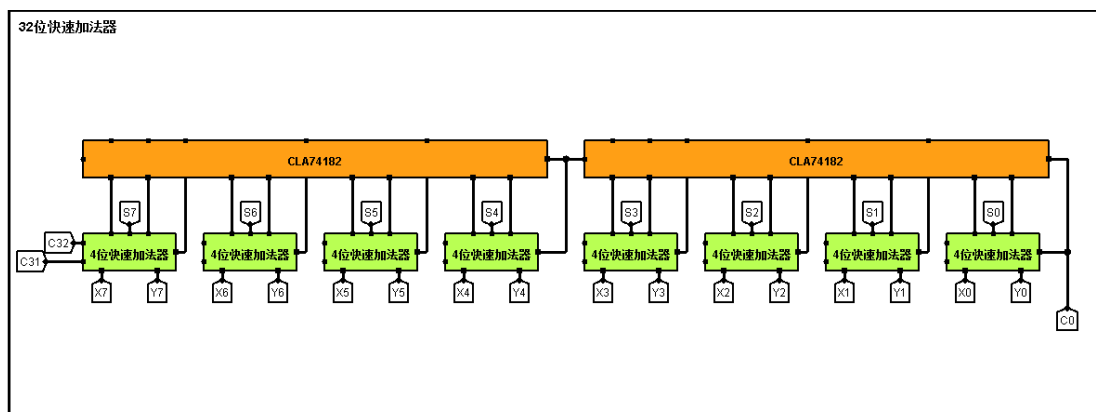 32位快速加法器
CLA74182 CLA74182
S7 S6 S5 S4 S3 S2 S1 S0
C32
4位快速加法器 4位快速加法器 4位快速加法器 4位快速加法器 4位快速加法器 4位快速加法器 4位快速加法器 4位快速加法器
C31
X7 Y7 X6 Y6 X5 Y5 X4 Y4 X3 Y3 X2 Y2 X1 Y1 X0 Y0
C0